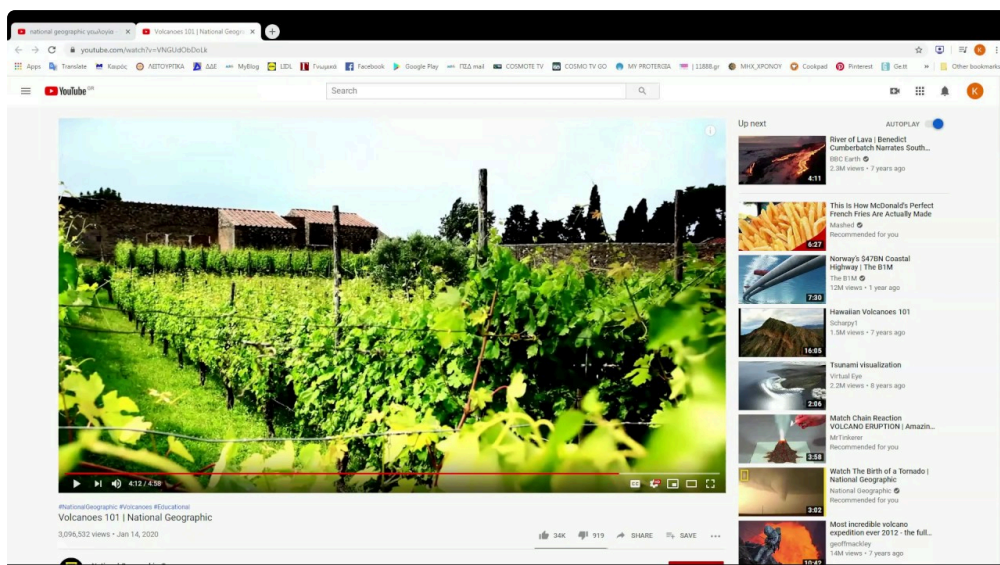 national geographic γεωλογία
Volcanoes 101 | National Geogr
youtube.com/watch?v=VNGUdObDoLk
Apps Translate Καιρός ΛΕΙΤΟΥΡΓΙΚΑ ΔΔΕ MyBlog LIDL Τνωμικό Facebook Google Play ΠΣΔ mail COSMOTE TV COSMO TV GO MY PROTERGIA | 11888.gr ΜΗΧ_ΧΡΟΝΟΥ Cookpad Pinterest Ge.tt » Other bookmarks
YouTube GR
Search
K
Up next
AUTOPLAY
River of Lava | Benedict
Cumberbatch Narrates South...
BBC Earth
2.3M views • 7 years ago
4:11
This Is How McDonald's Perfect
French Fries Are Actually Made
Mashed
Recommended for you
6:27
Norway's $47BN Coastal
Highway | The B1M
The B1M
12M views • 1 year ago
7:30
Hawaiian Volcanoes 101
Scharpy1
1.5M views • 7 years ago
16:05
Tsunami visualization
Virtual Eye
2.2M views • 8 years ago
2:06
Match Chain Reaction
VOLCANO ERUPTION | Amazin...
MrTinkerer
Recommended for you
3:58
Watch The Birth of a Tornado |
National Geographic
National Geographic
Recommended for you
3:02
Most incredible volcano
expedition ever 2012 - the full...
geoffmackley
14M views • 7 years ago
10:42
4:12 / 4:58
#NationalGeographic #Volcanoes #Educational
Volcanoes 101 | National Geographic
3,096,532 views • Jan 14, 2020
34K 919 SHARE SAVE